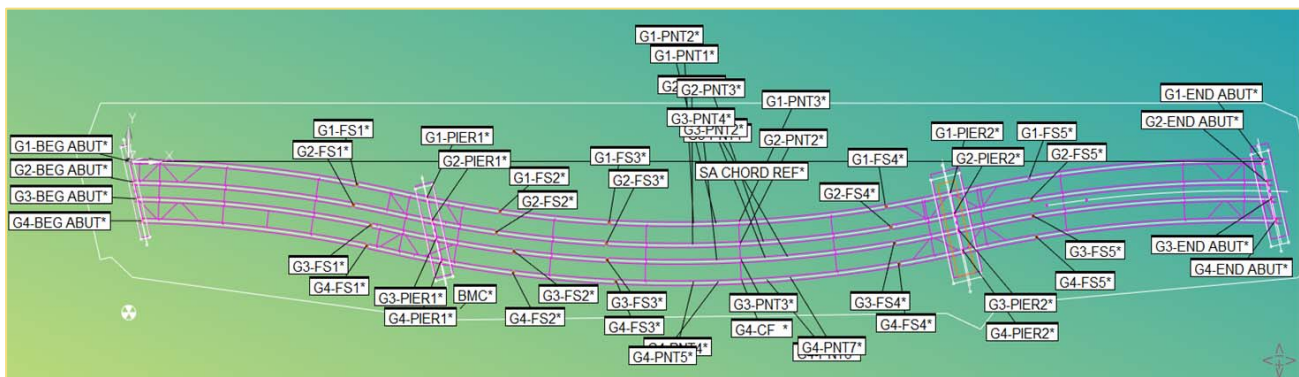 G1-PNT2*
G1-PNT1*
G2-PNT3*
G1-PNT3*
G1-END ABUT*
G3-PNT4*
G2-END ABUT*
G1-FS1*
G1-PIER1*
G3-PNT2*
G1-PIER2*
G1-FS5*
G1-BEG ABUT*
G2-FS1*
G2-PNT2*
Y
X
G2-PIER1*
G1-FS3*
G1-FS4*
G2-PIER2*
G2-FS5*
G2-BEG ABUT*
SA CHORD REF*
G1-FS2*
G2-FS3*
G2-FS4*
G3-BEG ABUT*
G2-FS2*
G4-BEG ABUT*
G3-END ABUT*
G3-FS5*
G3-FS1*
G4-END ABUT*
G3-FS2*
G3-FS3*
G3-FS4*
G4-FS1*
G4-FS5*
G3-PIER1*
BMC*
G3-PNT3*
G3-PIER2*
G4-PIER1*
G4-FS2*
G4-FS3*
G4-CF *
G4-FS4*
G4-PIER2*
G4-PNT4*
G4-PNT7*
G4-PNT5*